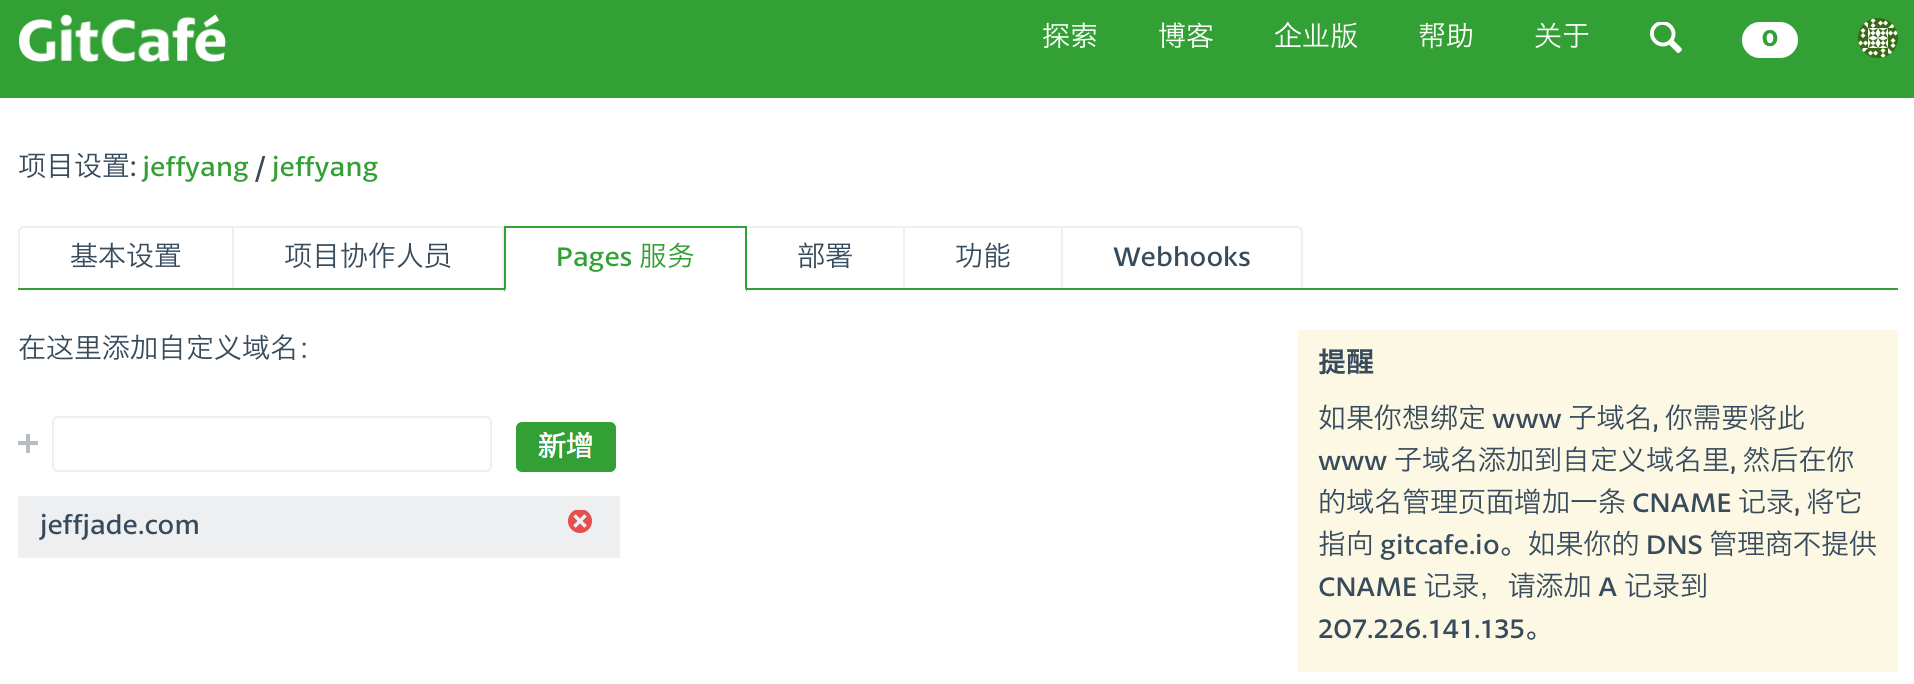 GitCafé
探索 博客 企业版 帮助 关于 0
项目设置: jeffyang / jeffyang
基本设置 项目协作人员 Pages 服务 部署 功能 Webhooks
在这里添加自定义域名：
新增
jeffjade.com
提醒
如果你想绑定 www 子域名, 你需要将此
www 子域名添加到自定义域名里, 然后在你
的域名管理页面增加一条 CNAME 记录, 将它
指向 gitcafe.io。如果你的 DNS 管理商不提供
CNAME 记录，请添加 A 记录到
207.226.141.135。